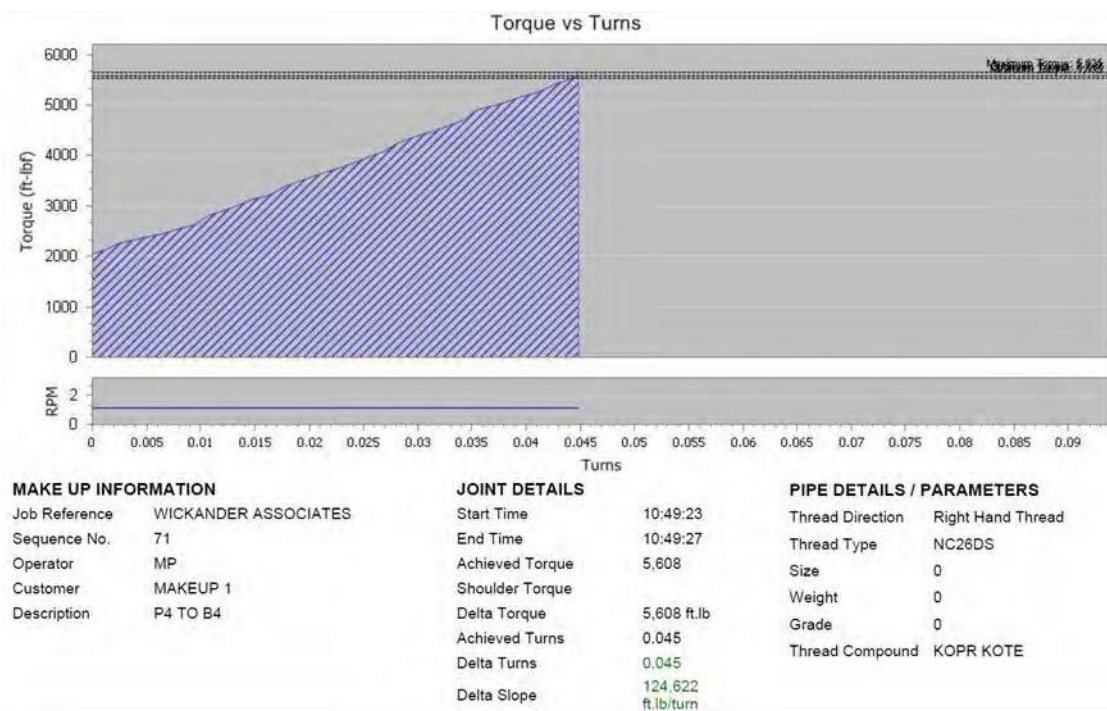 Torque vs Turns
6000
5000
4000
3000
2000
1000
0
Torque (ft-lbf)
2
0
RPM
0 0.005 0.01 0.015 0.02 0.025 0.03 0.035 0.04 0.045 0.05 0.055 0.06 0.065 0.07 0.075 0.08 0.085 0.09
Turns
MAKE UP INFORMATION
Job Reference WICKANDER ASSOCIATES
Sequence No. 71
Operator MP
Customer MAKEUP 1
Description P4 TO B4
JOINT DETAILS
Start Time 10:49:23
End Time 10:49:27
Achieved Torque 5,608
Shoulder Torque
Delta Torque 5,608 ft.lb
Achieved Turns 0.045
Delta Turns 0.045
Delta Slope 124,622
ft.lb/turn
PIPE DETAILS / PARAMETERS
Thread Direction Right Hand Thread
Thread Type NC26DS
Size 0
Weight 0
Grade 0
Thread Compound KOPR KOTE